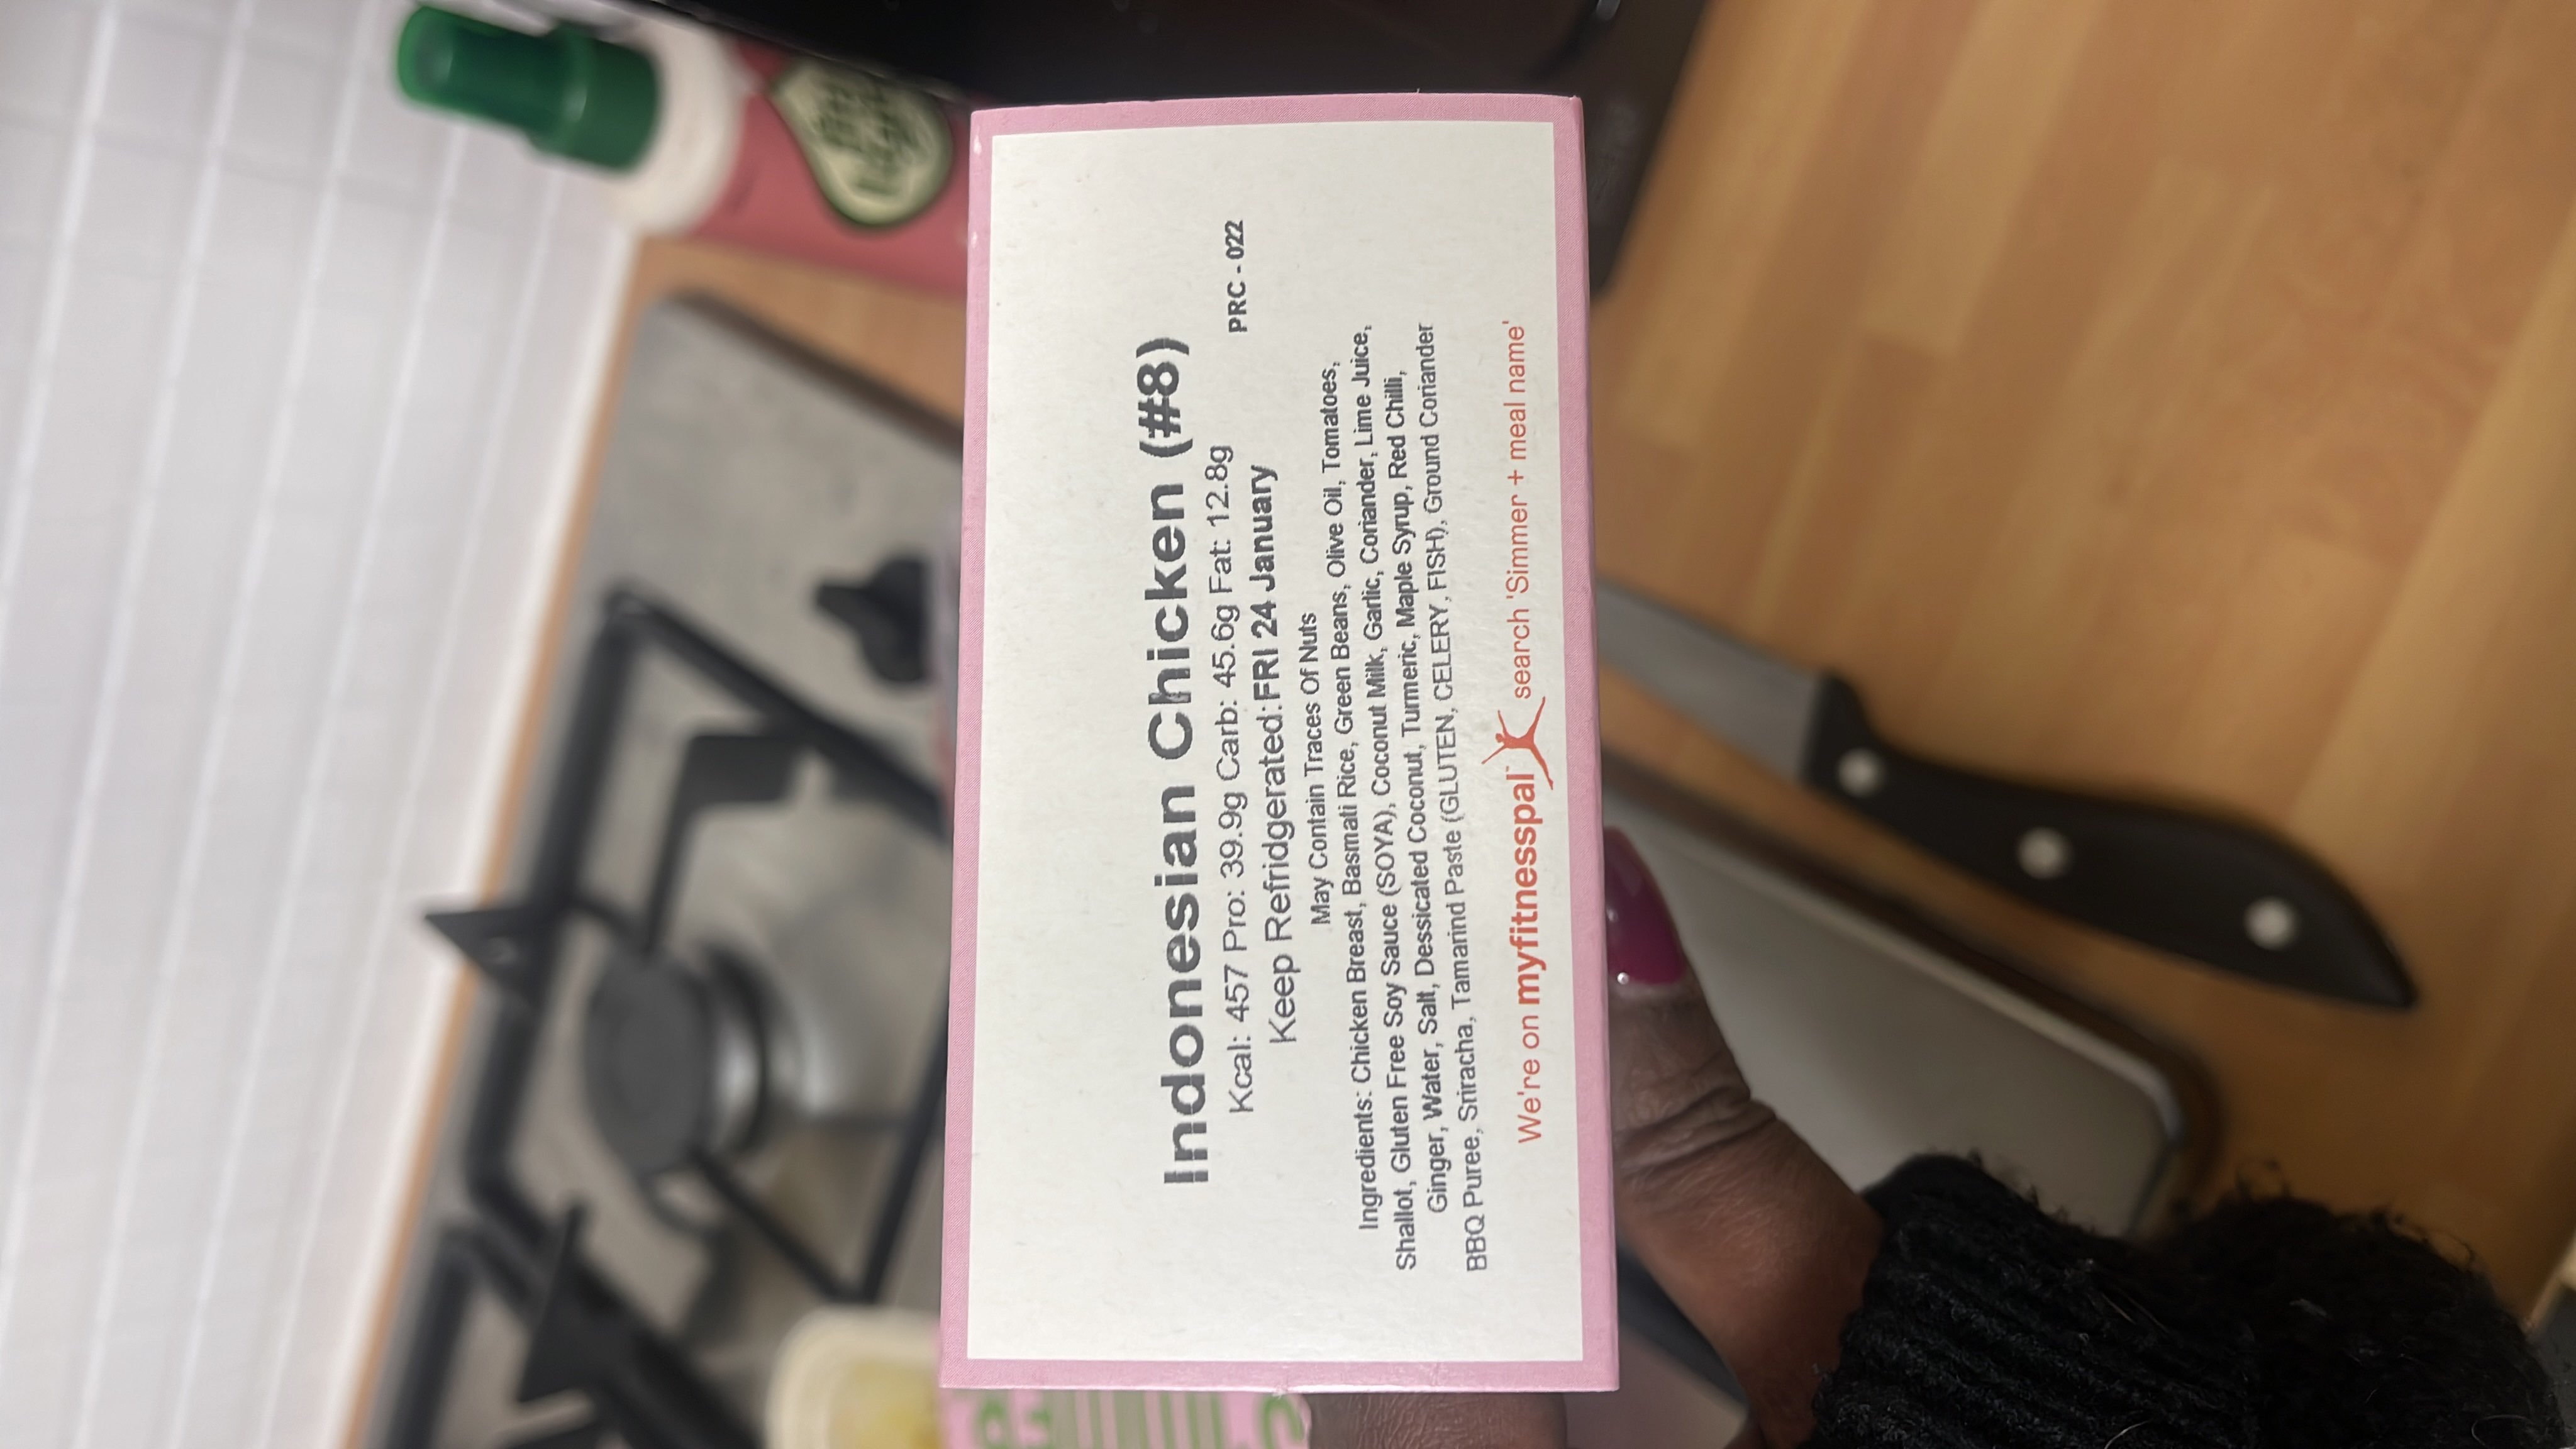 Indonesian Chicken (#8)
Kcal: 457 Pro: 39.9g Carb: 45.6g Fat: 12.8g
PRC - 022
Keep Refridgerated: FRI 24 January
May Contain Traces Of Nuts
Ingredients: Chicken Breast, Basmati Rice, Green Beans, Olive Oil, Tomatoes,
Shallot, Gluten Free Soy Sauce (SOYA), Coconut Milk, Garlic, Coriander, Lime Juice,
Ginger, Water, Salt, Dessicated Coconut, Turmeric, Maple Syrup, Red Chilli,
BBQ Puree, Sriracha, Tamarind Paste (GLUTEN, CELERY, FISH), Ground Coriander
We're on myfitnesspal search 'Simmer + meal name'